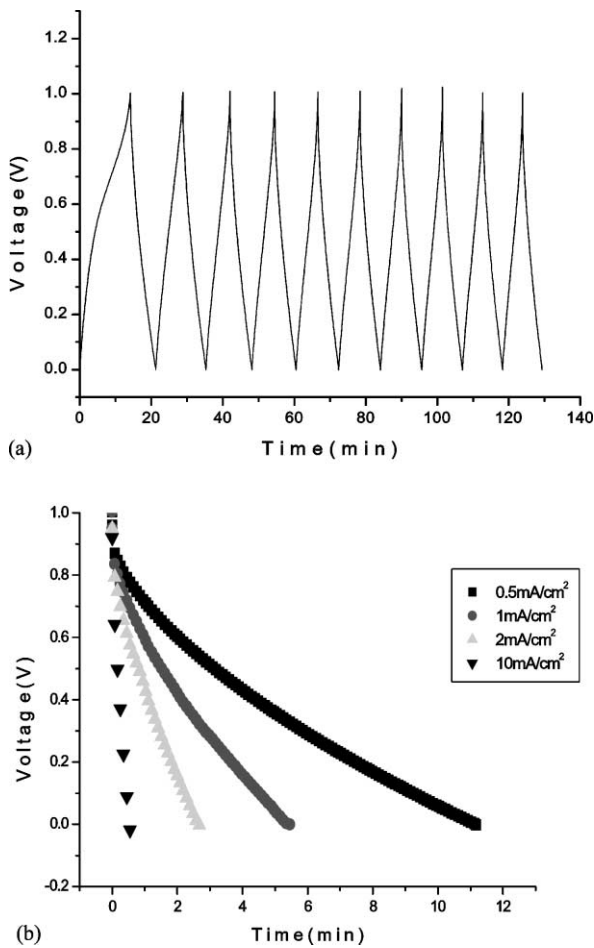 1.2
1.0
0.8
0.6
0.4
0.2
0.0
Voltage(V)
0 20 40 60 80 100 120 140
Time(min)
(a)
1.0
0.8
0.6
0.4
0.2
0.0
-0.2
Voltage(V)
0.5mA/cm²
1mA/cm²
2mA/cm²
10mA/cm²
0 2 4 6 8 10 12
Time(min)
(b)